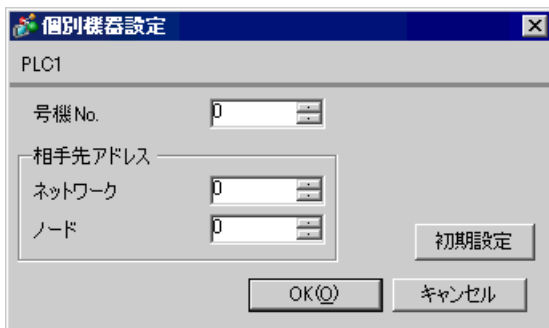 個別機器設定
PLC1
号機No. 0
相手先アドレス
ネットワーク 0
ノード 0
初期設定
OK(O) キャンセル